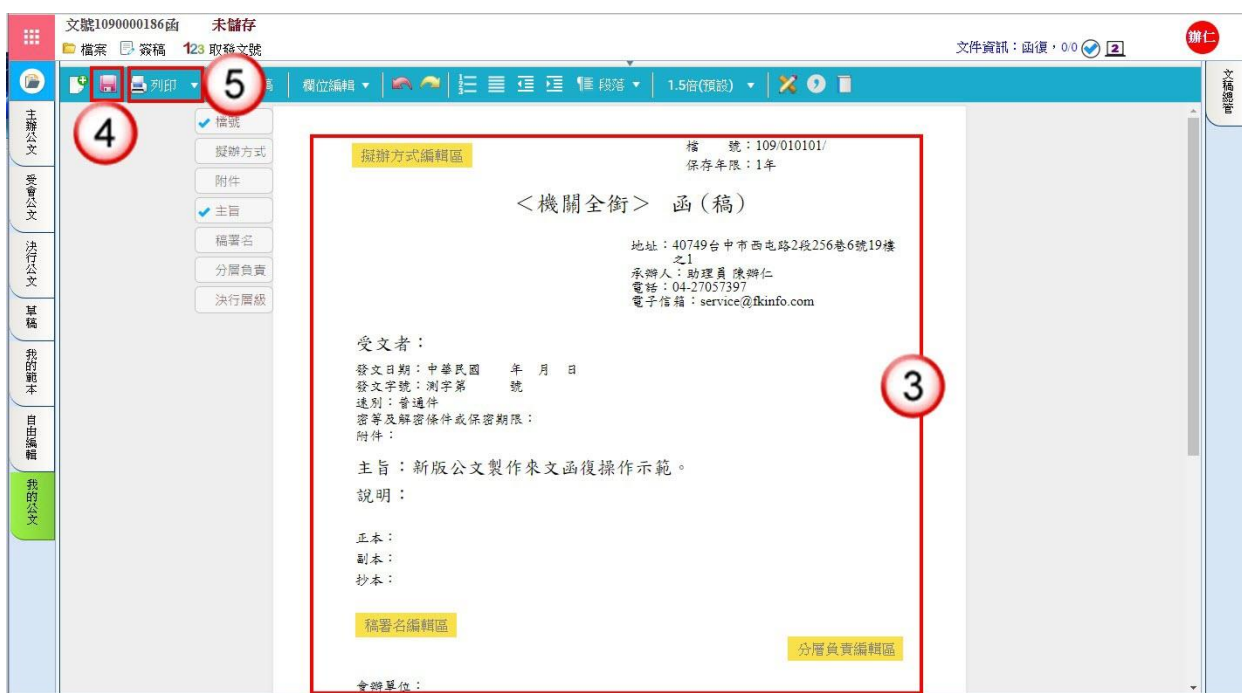 文號1090000186函 未儲存
檔案 簽稿 123 取發文號
文件資訊：函復，0/0 2
辦仁
列印 5 欄位編輯 段落 1.5倍(預設)
4
主辦公文
受會公文
決行公文
草稿
我的範本
自由編輯
我的公文
文稿總管
檔號
擬辦方式
附件
主旨
稿署名
分層負責
決行層級
擬辦方式編輯區
檔 號：109/010101/
保存年限：1年
＜機關全銜＞ 函（稿）
地址：40749台中市西屯路2段256巷6號19樓
之1
承辦人：助理員 陳辦仁
電話：04-27057397
電子信箱：service@fkinfo.com
受文者：
發文日期：中華民國 年 月 日
發文字號：測字第 號
速別：普通件
密等及解密條件或保密期限：
附件：
3
主旨：新版公文製作來文函復操作示範。
說明：
正本：
副本：
抄本：
稿署名編輯區
分層負責編輯區
會辦單位：